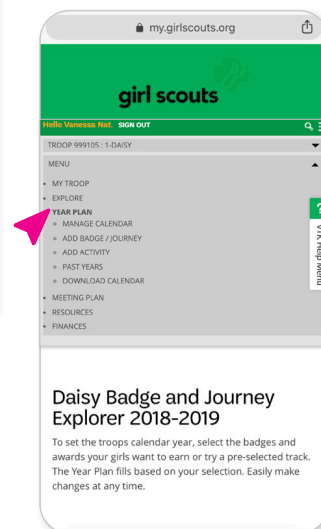 my.girlscouts.org
girl scouts
Hello Vanessa Nat. SIGN OUT
TROOP 999105 : 1-DAISY
MENU
MY TROOP
EXPLORE
YEAR PLAN
MANAGE CALENDAR
ADD BADGE / JOURNEY
ADD ACTIVITY
PAST YEARS
DOWNLOAD CALENDAR
MEETING PLAN
RESOURCES
FINANCES
? VTK Help Menu
Daisy Badge and Journey
Explorer 2018-2019
To set the troops calendar year, select the badges and
awards your girls want to earn or try a pre-selected track.
The Year Plan fills based on your selection. Easily make
changes at any time.